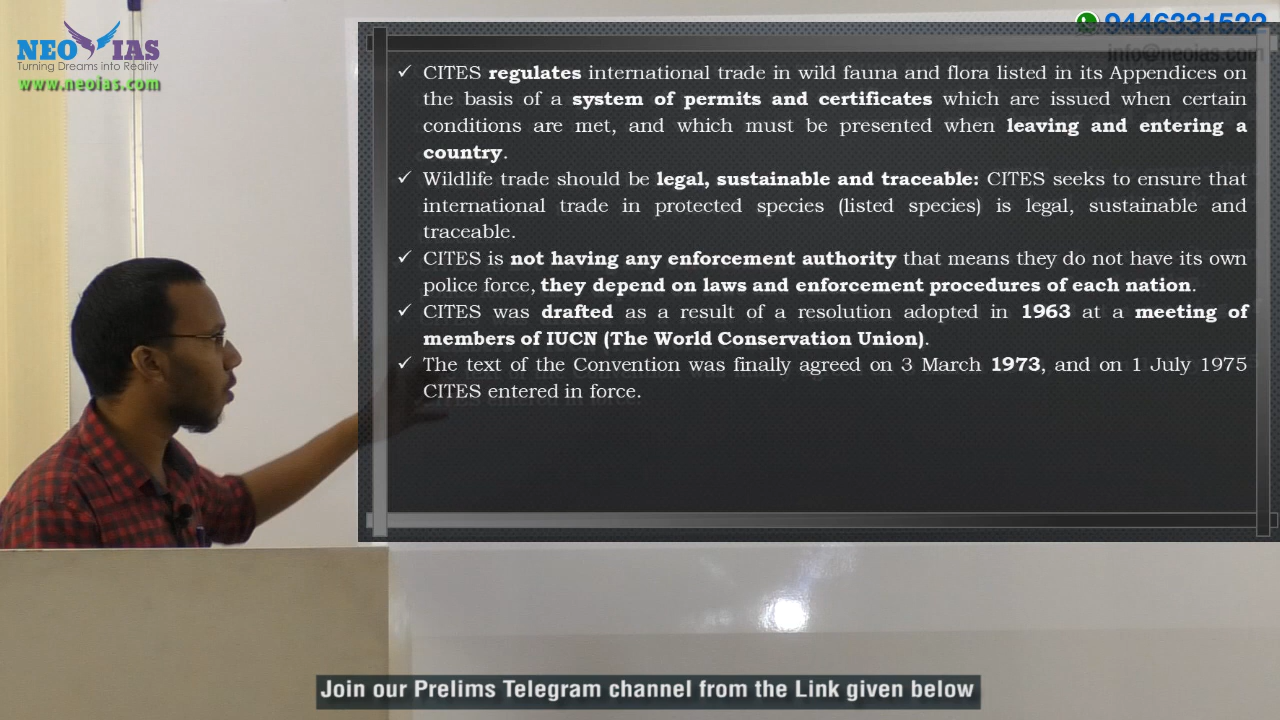 NEO IAS
Turning Dreams into Reality
www.neoias.com
9446331522
info@neoias.com
✓ CITES regulates international trade in wild fauna and flora listed in its Appendices on
the basis of a system of permits and certificates which are issued when certain
conditions are met, and which must be presented when leaving and entering a
country.
✓ Wildlife trade should be legal, sustainable and traceable: CITES seeks to ensure that
international trade in protected species (listed species) is legal, sustainable and
traceable.
✓ CITES is not having any enforcement authority that means they do not have its own
police force, they depend on laws and enforcement procedures of each nation.
✓ CITES was drafted as a result of a resolution adopted in 1963 at a meeting of
members of IUCN (The World Conservation Union).
✓ The text of the Convention was finally agreed on 3 March 1973, and on 1 July 1975
CITES entered in force.
Join our Prelims Telegram channel from the Link given below